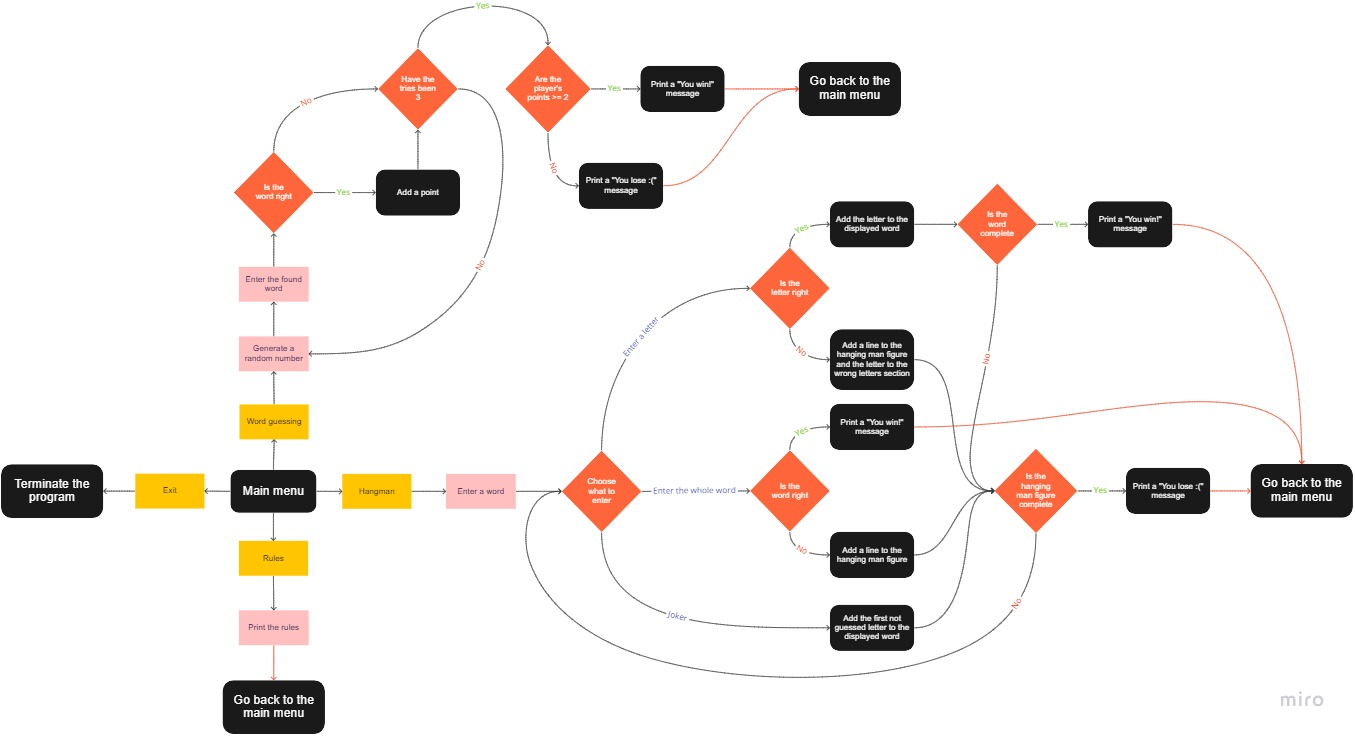 Yes
Have the
tries been
3
Are the
player's
points >= 2
Yes
Print a "You win!"
message
Go back to the
main menu
No
No
Print a "You lose :("
message
Is the
word right
Yes
Add a point
No
Enter the found
word
Generate a
random number
Word guessing
Terminate the
program
Exit
Main menu
Hangman
Enter a word
Rules
Print the rules
Go back to the
main menu
Choose
what to
enter
Enter a letter
Is the
letter right
Yes
Add the letter to the
displayed word
Is the
word
complete
Yes
Print a "You win!"
message
No
Add a line to the
hanging man figure
and the letter to the
wrong letters section
No
Enter the whole word
Is the
word right
Yes
Print a "You win!"
message
No
Add a line to the
hanging man figure
Joker
Add the first not
guessed letter to the
displayed word
Is the
hanging
man figure
complete
Yes
Print a "You lose :("
message
Go back to the
main menu
No
miro